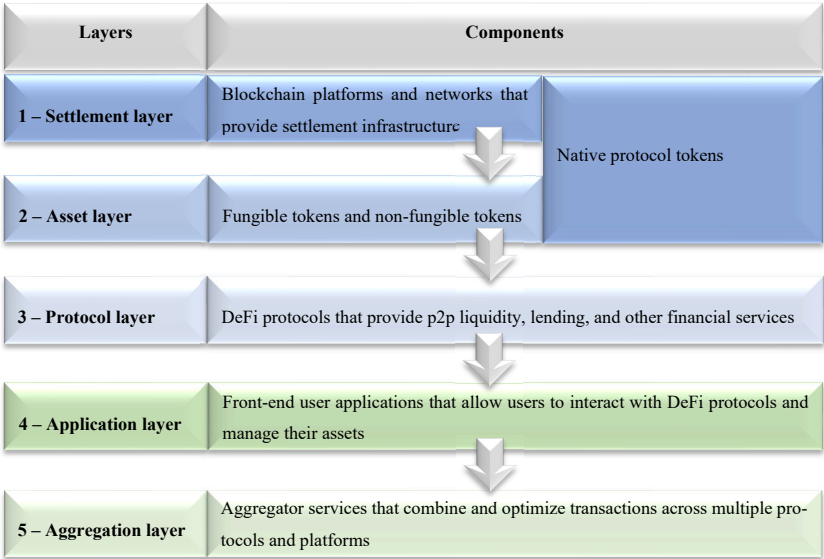 Layers
Components
1 – Settlement layer
Blockchain platforms and networks that
provide settlement infrastructure
Native protocol tokens
2 – Asset layer
Fungible tokens and non-fungible tokens
3 – Protocol layer
DeFi protocols that provide p2p liquidity, lending, and other financial services
4 – Application layer
Front-end user applications that allow users to interact with DeFi protocols and
manage their assets
5 – Aggregation layer
Aggregator services that combine and optimize transactions across multiple pro-
tocols and platforms